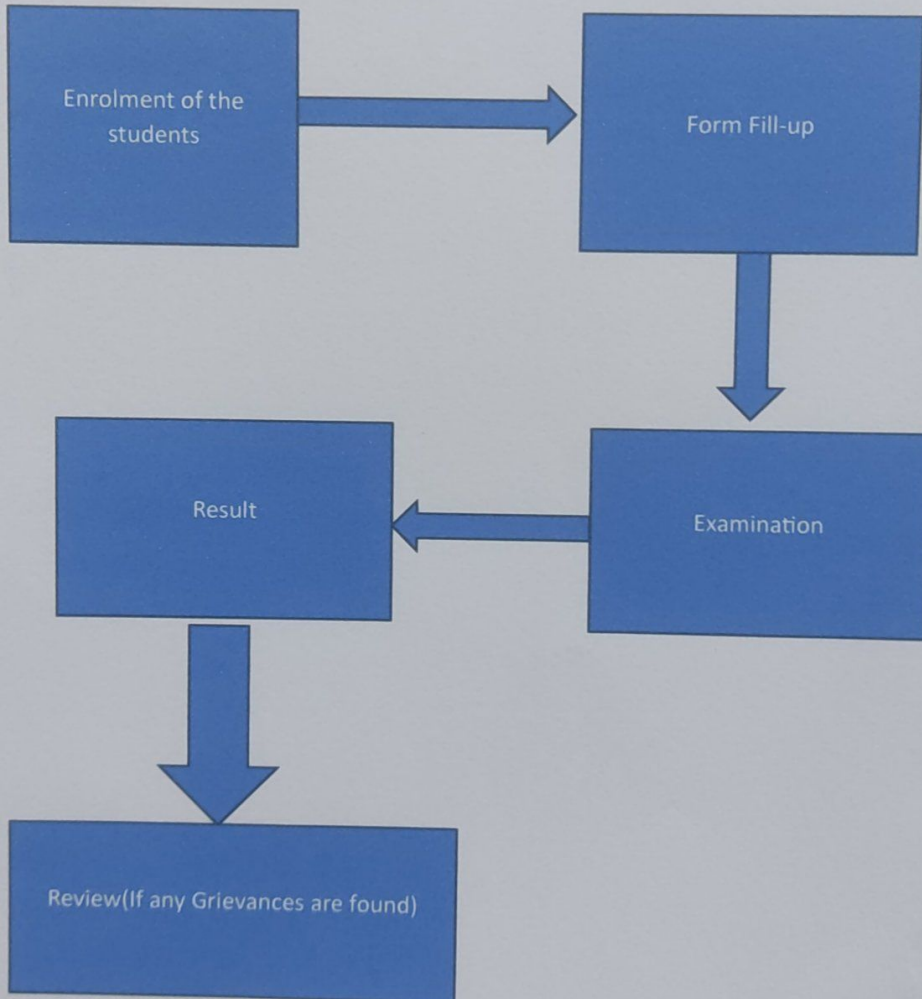 Enrolment of the
students
Form Fill-up
Examination
Result
Review(If any Grievances are found)